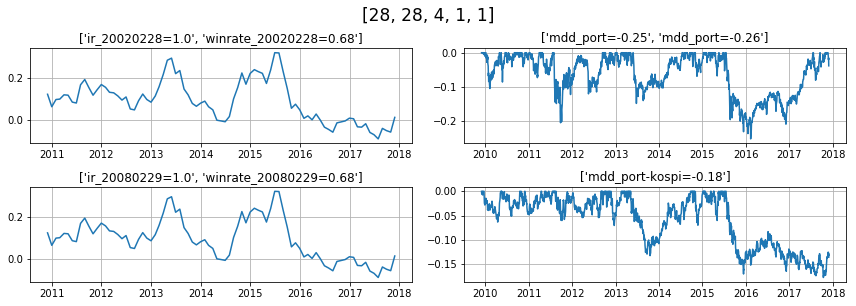 [28, 28, 4, 1, 1]
['ir_20020228=1.0', 'winrate_20020228=0.68']
0.2
0.0
2011 2012 2013 2014 2015 2016 2017 2018
['mdd_port=-0.25', 'mdd_port=-0.26']
0.0
−0.1
−0.2
2010 2011 2012 2013 2014 2015 2016 2017 2018
['ir_20080229=1.0', 'winrate_20080229=0.68']
0.2
0.0
2011 2012 2013 2014 2015 2016 2017 2018
['mdd_port-kospi=-0.18']
0.00
−0.05
−0.10
−0.15
2010 2011 2012 2013 2014 2015 2016 2017 2018